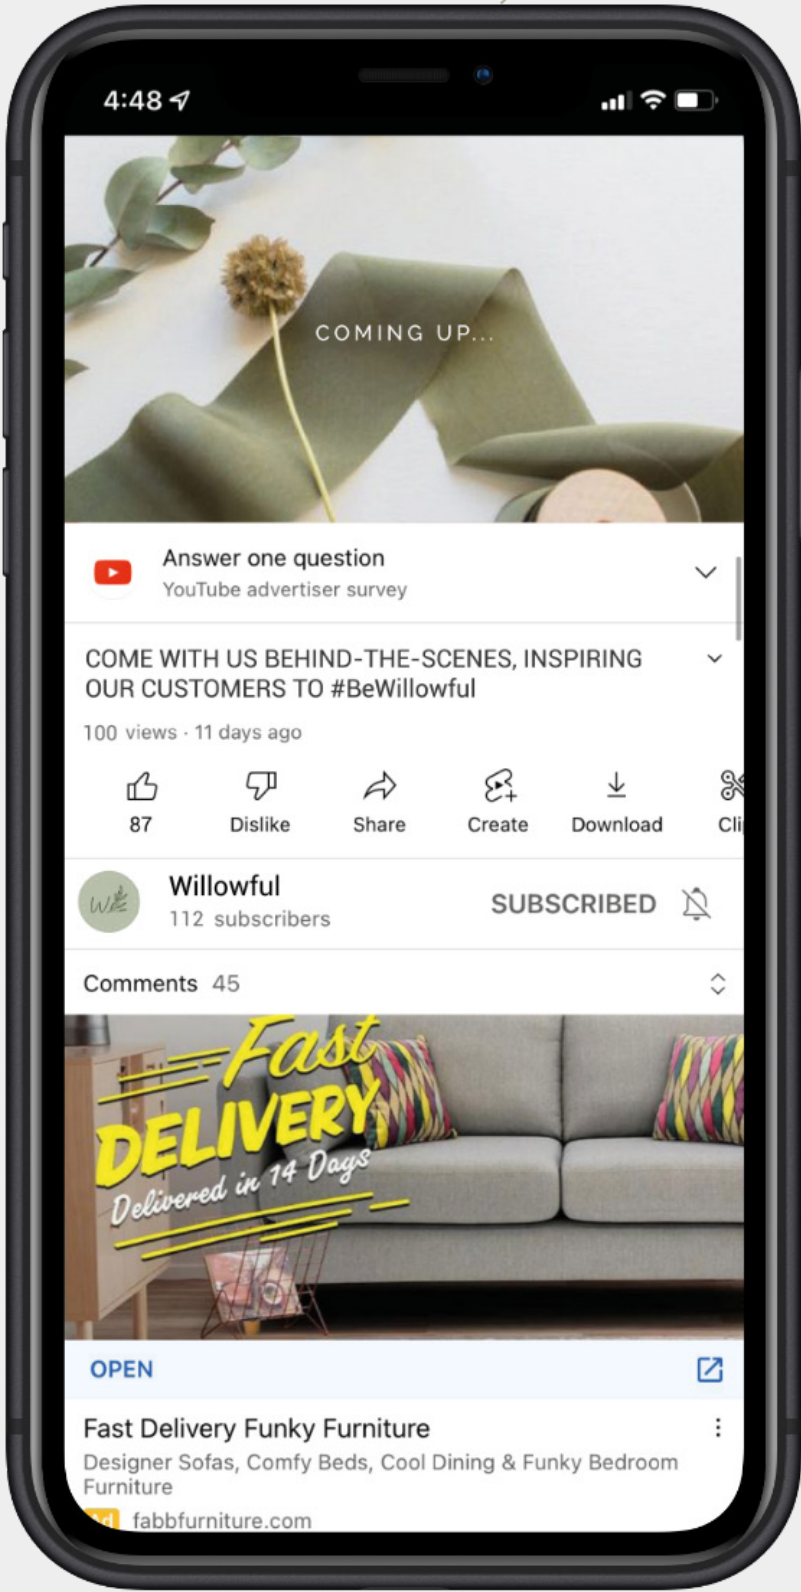 4:48
COMING UP...
Answer one question
YouTube advertiser survey
COME WITH US BEHIND-THE-SCENES, INSPIRING
OUR CUSTOMERS TO #BeWillowful
100 views · 11 days ago
87
Dislike
Share
Create
Download
Cli
Willowful
112 subscribers
SUBSCRIBED
Comments 45
Fast
DELIVERY
Delivered in 14 Days
OPEN
Fast Delivery Funky Furniture
Designer Sofas, Comfy Beds, Cool Dining & Funky Bedroom
Furniture
Ad fabbfurniture.com